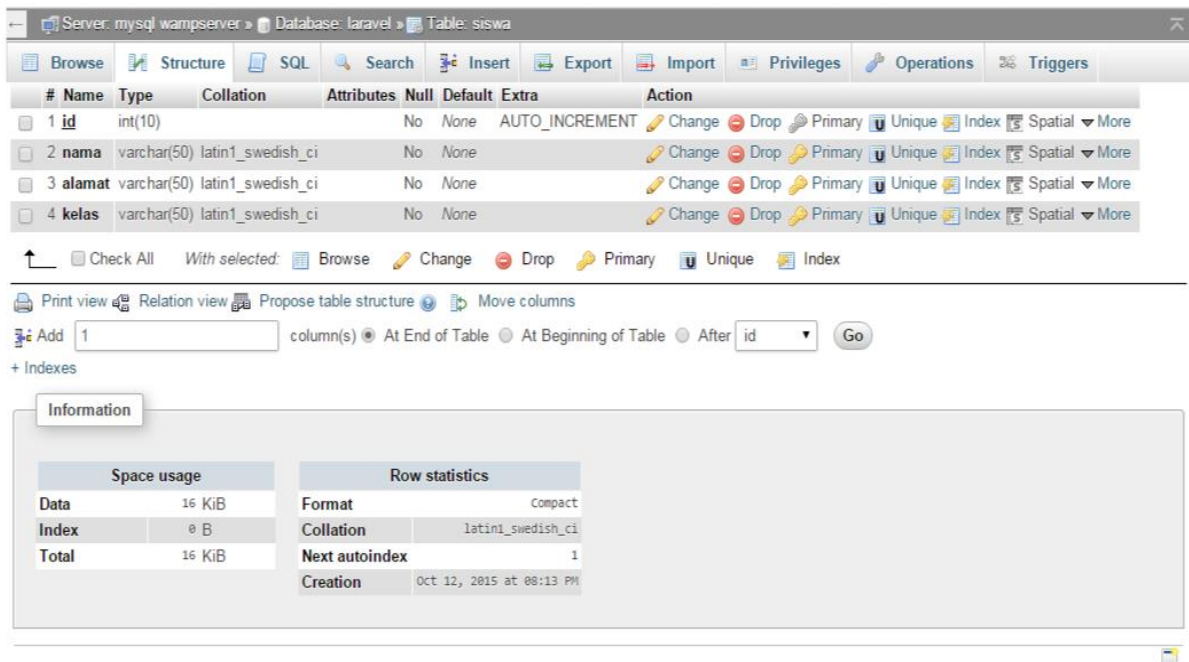 Server: mysql wampserver » Database: laravel » Table: siswa
Browse Structure SQL Search Insert Export Import Privileges Operations Triggers
# Name Type Collation Attributes Null Default Extra Action
1 id int(10) No None AUTO_INCREMENT Change Drop Primary Unique Index Spatial More
2 nama varchar(50) latin1_swedish_ci No None Change Drop Primary Unique Index Spatial More
3 alamat varchar(50) latin1_swedish_ci No None Change Drop Primary Unique Index Spatial More
4 kelas varchar(50) latin1_swedish_ci No None Change Drop Primary Unique Index Spatial More
Check All With selected: Browse Change Drop Primary Unique Index
Print view Relation view Propose table structure Move columns
Add 1 column(s) At End of Table At Beginning of Table After id Go
+ Indexes
Information
Space usage Row statistics
Data 16 KiB Format Compact
Index 0 B Collation latin1_swedish_ci
Total 16 KiB Next autoindex 1
Creation Oct 12, 2015 at 08:13 PM